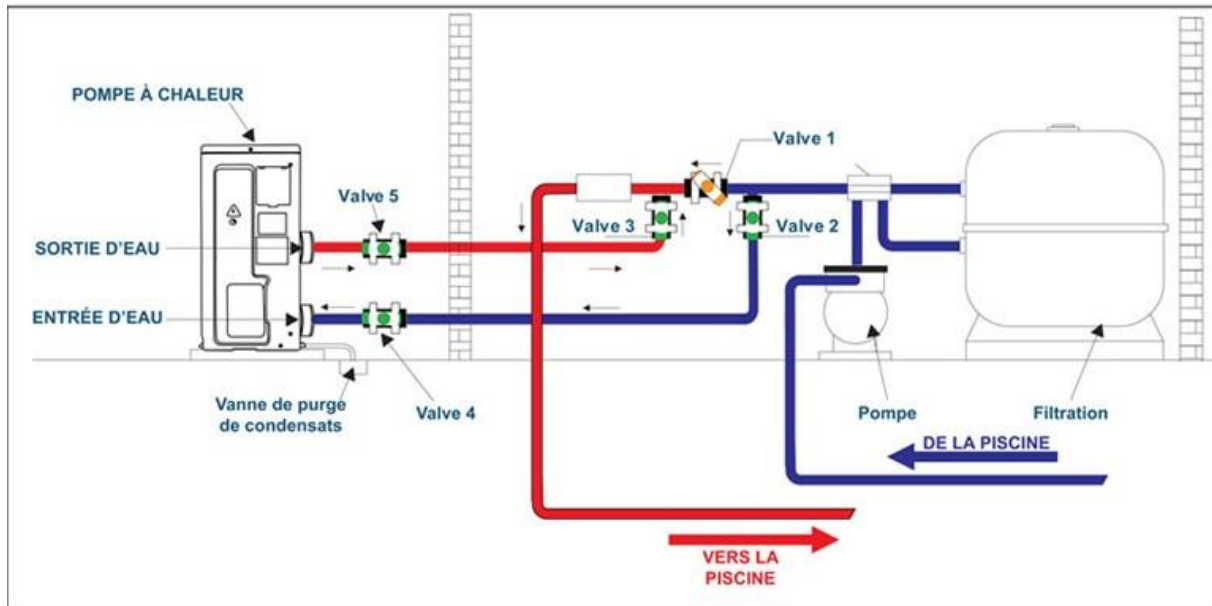 POMPE À CHALEUR
Valve 1
Valve 5
Valve 3
Valve 2
SORTIE D'EAU
ENTRÉE D'EAU
Vanne de purge
de condensats
Valve 4
Pompe
Filtration
DE LA PISCINE
VERS LA
PISCINE